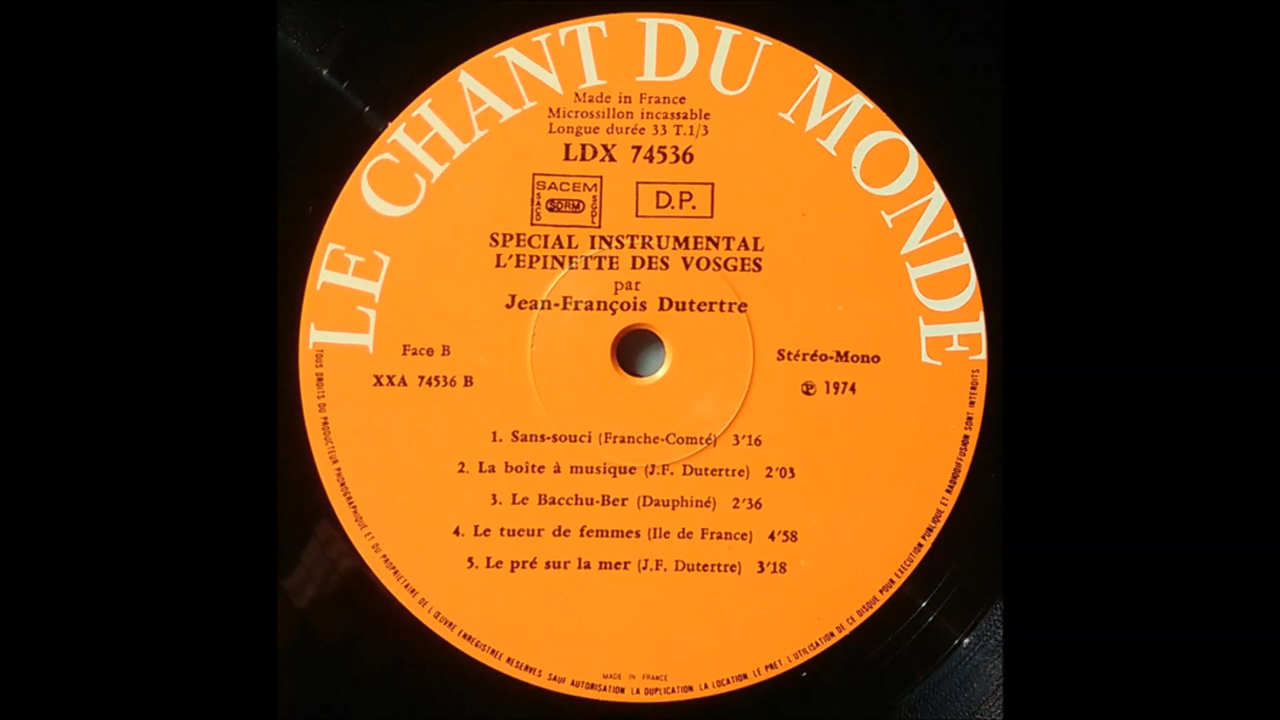 LE CHANT DU MONDE
Made in France
Microssillon incassable
Longue durée 33 T.1/3
LDX 74536
SACEM
SACD
SDRM
SGDL
D.P.
SPECIAL INSTRUMENTAL
L'EPINETTE DES VOSGES
par
Jean-François Dutertre
Face B
XXA 74536 B
Stéréo-Mono
Ⓟ 1974
1. Sans-souci (Franche-Comté) 3'16
2. La boîte à musique (J.F. Dutertre) 2'03
3. Le Bacchu-Ber (Dauphiné) 2'36
4. Le tueur de femmes (Ile de France) 4'58
5. Le pré sur la mer (J.F. Dutertre) 3'18
TOUS DROITS DU PRODUCTEUR PHONOGRAPHIQUE ET DU PROPRIETAIRE DE L'ŒUVRE ENREGISTREE RESERVES SAUF AUTORISATION LA DUPLICATION LA LOCATION LE PRET L'UTILISATION DE CE DISQUE POUR EXECUTION PUBLIQUE ET RADIODIFFUSION SONT INTERDITS
MADE IN FRANCE